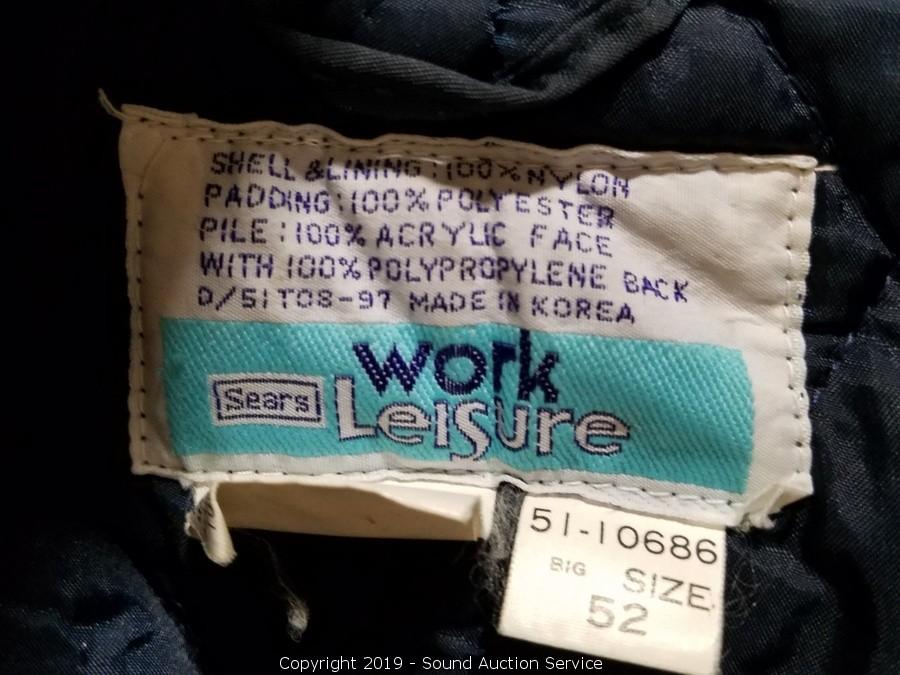 SHELL & LINING : 100% NYLON
PADDING : 100% POLYESTER
PILE : 100% ACRYLIC FACE
WITH 100% POLYPROPYLENE BACK
D/51T08-97 MADE IN KOREA
Work
Sears Leisure
51-10686
BIG SIZE
52
Copyright 2019 - Sound Auction Service